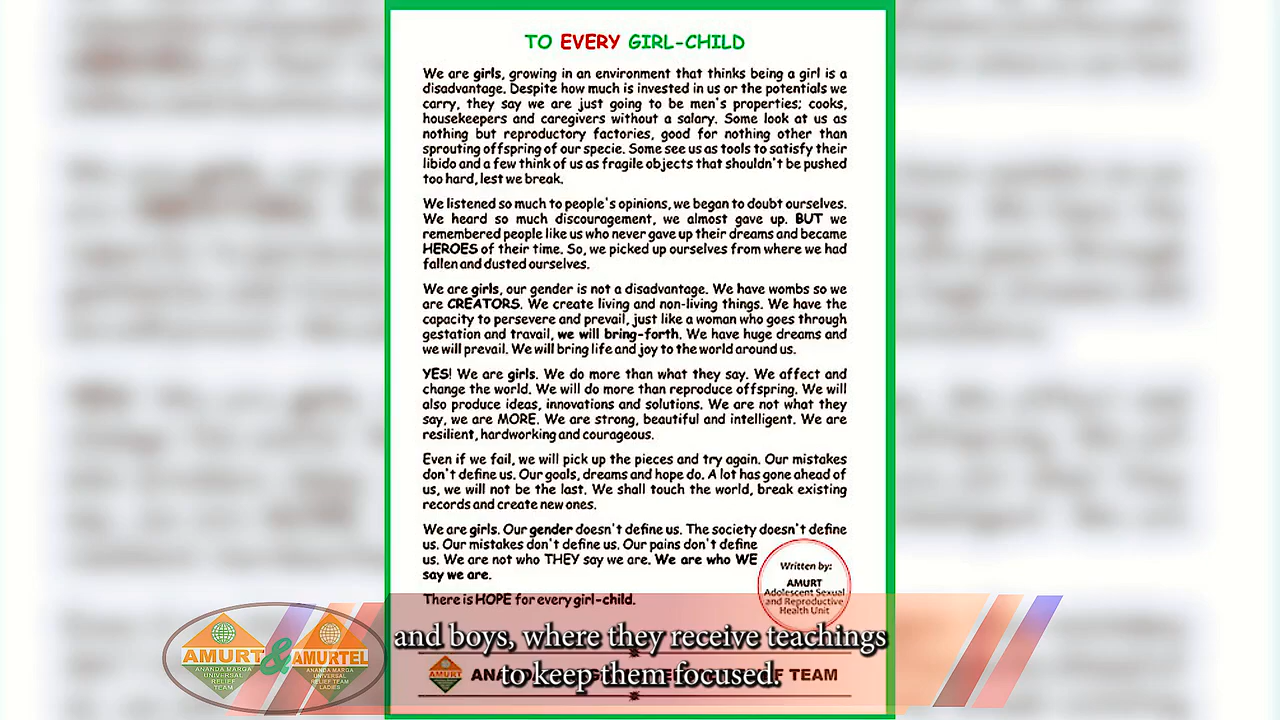 TO EVERY GIRL-CHILD
We are girls, growing in an environment that thinks being a girl is a
disadvantage. Despite how much is invested in us or the potentials we
carry, they say we are just going to be men's properties; cooks,
housekeepers and caregivers without a salary. Some look at us as
nothing but reproductory factories, good for nothing other than
sprouting offspring of our specie. Some see us as tools to satisfy their
libido and a few think of us as fragile objects that shouldn't be pushed
too hard, lest we break.
We listened so much to people's opinions, we began to doubt ourselves.
We heard so much discouragement, we almost gave up. BUT we
remembered people like us who never gave up their dreams and became
HEROES of their time. So, we picked up ourselves from where we had
fallen and dusted ourselves.
We are girls, our gender is not a disadvantage. We have wombs so we
are CREATORS. We create living and non-living things. We have the
capacity to persevere and prevail, just like a woman who goes through
gestation and travail, we will bring-forth. We have huge dreams and
we will prevail. We will bring life and joy to the world around us.
YES! We are girls. We do more than what they say. We affect and
change the world. We will do more than reproduce offspring. We will
also produce ideas, innovations and solutions. We are not what they
say, we are MORE. We are strong, beautiful and intelligent. We are
resilient, hardworking and courageous.
Even if we fail, we will pick up the pieces and try again. Our mistakes
don't define us. Our goals, dreams and hope do. A lot has gone ahead of
us, we will not be the last. We shall touch the world, break existing
records and create new ones.
We are girls. Our gender doesn't define us. The society doesn't define
us. Our mistakes don't define us. Our pains don't define
us. We are not who THEY say we are. We are who WE
say we are.
There is HOPE for every girl-child.
Written by:
AMURT
Adolescent Sexual
and Reproductive
Health Unit
and boys, where they receive teachings
to keep them focused.
AMURT
TEAM
AMURT & AMURTEL
ANANDA MARGA
UNIVERSAL
RELIEF
TEAM
ANANDA MARGA
UNIVERSAL
RELIEF TEAM
LADIES